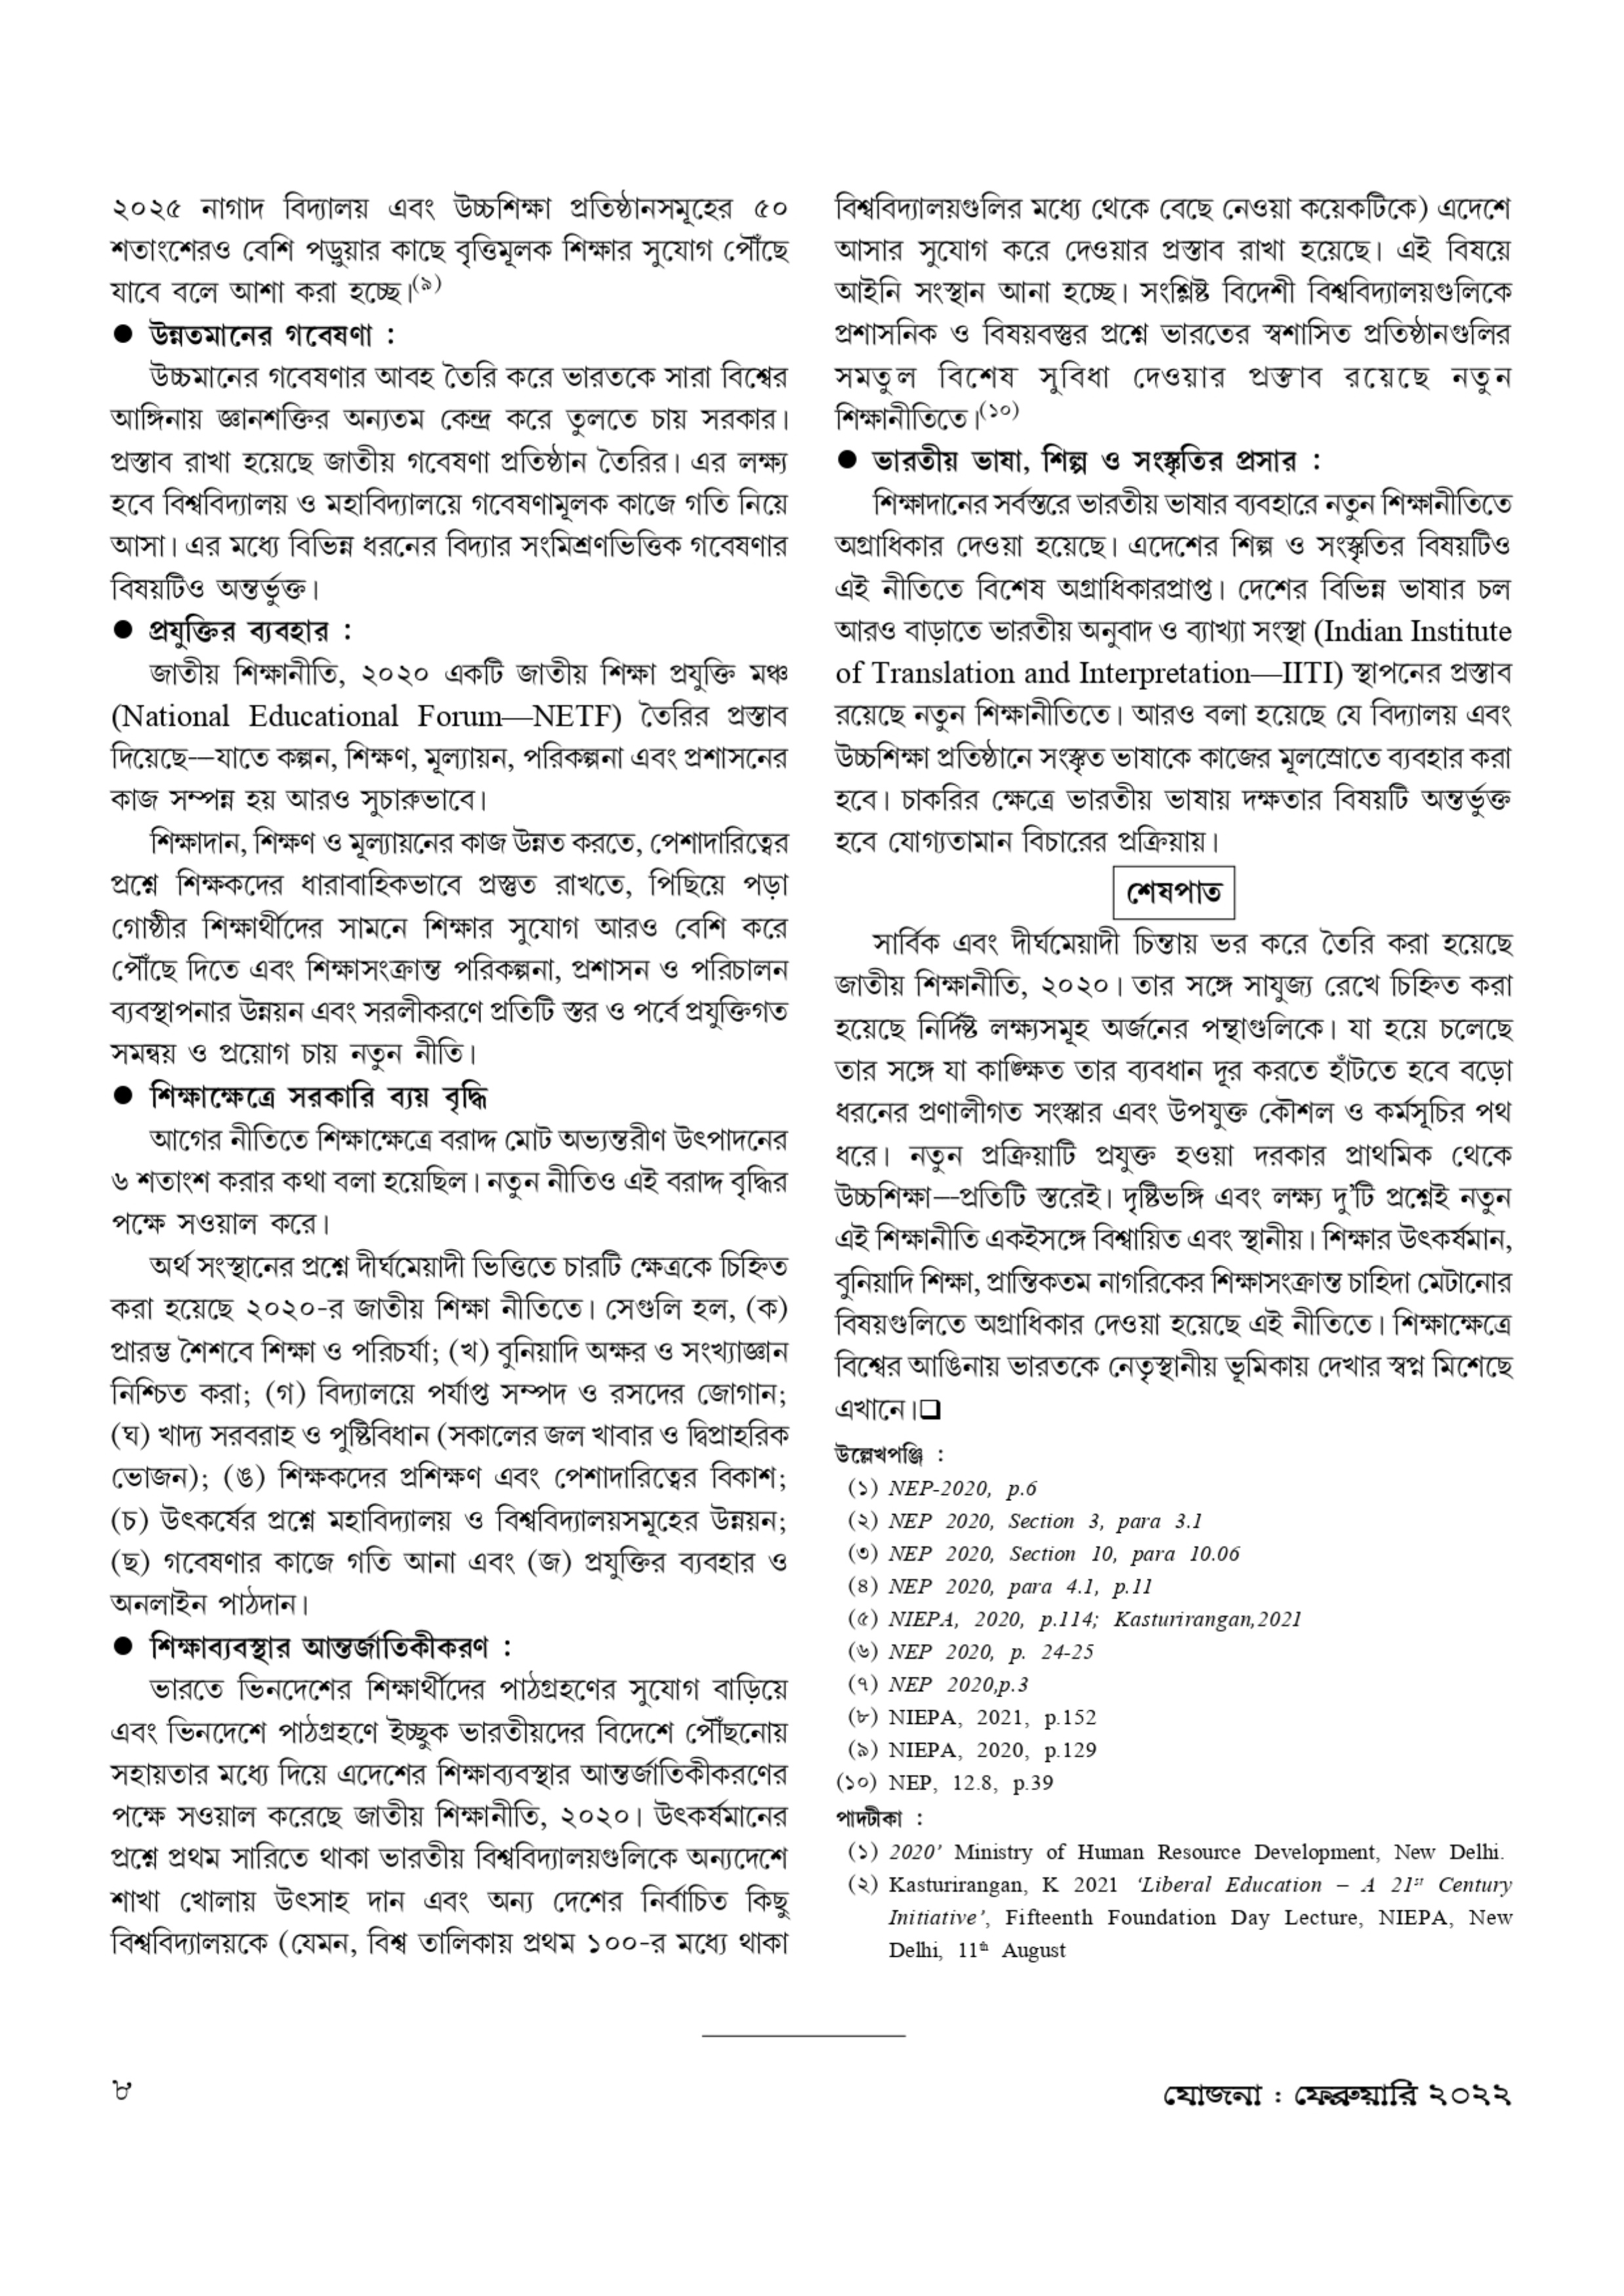 ২০২৫ নাগাদ বিদ্যালয় এবং উচ্চশিক্ষা প্রতিষ্ঠানসমূহের ৫০
শতাংশেরও বেশি পড়ুয়ার কাছে বৃত্তিমূলক শিক্ষার সুযোগ পৌঁছে
যাবে বলে আশা করা হচ্ছে।(৯)
● উন্নতমানের গবেষণা :
উচ্চমানের গবেষণার আবহ তৈরি করে ভারতকে সারা বিশ্বের
আঙ্গিনায় জ্ঞানশক্তির অন্যতম কেন্দ্র করে তুলতে চায় সরকার।
প্রস্তাব রাখা হয়েছে জাতীয় গবেষণা প্রতিষ্ঠান তৈরির। এর লক্ষ্য
হবে বিশ্ববিদ্যালয় ও মহাবিদ্যালয়ে গবেষণামূলক কাজে গতি নিয়ে
আসা। এর মধ্যে বিভিন্ন ধরনের বিদ্যার সংমিশ্রণভিত্তিক গবেষণার
বিষয়টিও অন্তর্ভুক্ত।
● প্রযুক্তির ব্যবহার :
জাতীয় শিক্ষানীতি, ২০২০ একটি জাতীয় শিক্ষা প্রযুক্তি মঞ্চ
(National Educational Forum—NETF) তৈরির প্রস্তাব
দিয়েছে—যাতে কল্পন, শিক্ষণ, মূল্যায়ন, পরিকল্পনা এবং প্রশাসনের
কাজ সম্পন্ন হয় আরও সুচারুভাবে।
শিক্ষাদান, শিক্ষণ ও মূল্যায়নের কাজ উন্নত করতে, পেশাদারিত্বের
প্রশ্নে শিক্ষকদের ধারাবাহিকভাবে প্রস্তুত রাখতে, পিছিয়ে পড়া
গোষ্ঠীর শিক্ষার্থীদের সামনে শিক্ষার সুযোগ আরও বেশি করে
পৌঁছে দিতে এবং শিক্ষাসংক্রান্ত পরিকল্পনা, প্রশাসন ও পরিচালন
ব্যবস্থাপনার উন্নয়ন এবং সরলীকরণে প্রতিটি স্তর ও পর্বে প্রযুক্তিগত
সমন্বয় ও প্রয়োগ চায় নতুন নীতি।
● শিক্ষাক্ষেত্রে সরকারি ব্যয় বৃদ্ধি
আগের নীতিতে শিক্ষাক্ষেত্রে বরাদ্দ মোট অভ্যন্তরীণ উৎপাদনের
৬ শতাংশ করার কথা বলা হয়েছিল। নতুন নীতিও এই বরাদ্দ বৃদ্ধির
পক্ষে সওয়াল করে।
অর্থ সংস্থানের প্রশ্নে দীর্ঘমেয়াদী ভিত্তিতে চারটি ক্ষেত্রকে চিহ্নিত
করা হয়েছে ২০২০-র জাতীয় শিক্ষা নীতিতে। সেগুলি হল, (ক)
প্রারম্ভ শৈশবে শিক্ষা ও পরিচর্যা; (খ) বুনিয়াদি অক্ষর ও সংখ্যাজ্ঞান
নিশ্চিত করা; (গ) বিদ্যালয়ে পর্যাপ্ত সম্পদ ও রসদের জোগান;
(ঘ) খাদ্য সরবরাহ ও পুষ্টিবিধান (সকালের জল খাবার ও দ্বিপ্রাহরিক
ভোজন); (ঙ) শিক্ষকদের প্রশিক্ষণ এবং পেশাদারিত্বের বিকাশ;
(চ) উৎকর্ষের প্রশ্নে মহাবিদ্যালয় ও বিশ্ববিদ্যালয়সমূহের উন্নয়ন;
(ছ) গবেষণার কাজে গতি আনা এবং (জ) প্রযুক্তির ব্যবহার ও
অনলাইন পাঠদান।
● শিক্ষাব্যবস্থার আন্তর্জাতিকীকরণ :
ভারতে ভিনদেশের শিক্ষার্থীদের পাঠগ্রহণের সুযোগ বাড়িয়ে
এবং ভিনদেশে পাঠগ্রহণে ইচ্ছুক ভারতীয়দের বিদেশে পৌঁছনোয়
সহায়তার মধ্যে দিয়ে এদেশের শিক্ষাব্যবস্থার আন্তর্জাতিকীকরণের
পক্ষে সওয়াল করেছে জাতীয় শিক্ষানীতি, ২০২০। উৎকর্ষমানের
প্রশ্নে প্রথম সারিতে থাকা ভারতীয় বিশ্ববিদ্যালয়গুলিকে অন্যদেশে
শাখা খোলায় উৎসাহ দান এবং অন্য দেশের নির্বাচিত কিছু
বিশ্ববিদ্যালয়কে (যেমন, বিশ্ব তালিকায় প্রথম ১০০-র মধ্যে থাকা
বিশ্ববিদ্যালয়গুলির মধ্যে থেকে বেছে নেওয়া কয়েকটিকে) এদেশে
আসার সুযোগ করে দেওয়ার প্রস্তাব রাখা হয়েছে। এই বিষয়ে
আইনি সংস্থান আনা হচ্ছে। সংশ্লিষ্ট বিদেশী বিশ্ববিদ্যালয়গুলিকে
প্রশাসনিক ও বিষয়বস্তুর প্রশ্নে ভারতের স্বশাসিত প্রতিষ্ঠানগুলির
সমতুল বিশেষ সুবিধা দেওয়ার প্রস্তাব রয়েছে নতুন
শিক্ষানীতিতে।(১০)
● ভারতীয় ভাষা, শিল্প ও সংস্কৃতির প্রসার :
শিক্ষাদানের সর্বস্তরে ভারতীয় ভাষার ব্যবহারে নতুন শিক্ষানীতিতে
অগ্রাধিকার দেওয়া হয়েছে। এদেশের শিল্প ও সংস্কৃতির বিষয়টিও
এই নীতিতে বিশেষ অগ্রাধিকারপ্রাপ্ত। দেশের বিভিন্ন ভাষার চল
আরও বাড়াতে ভারতীয় অনুবাদ ও ব্যাখ্যা সংস্থা (Indian Institute
of Translation and Interpretation—IITI) স্থাপনের প্রস্তাব
রয়েছে নতুন শিক্ষানীতিতে। আরও বলা হয়েছে যে বিদ্যালয় এবং
উচ্চশিক্ষা প্রতিষ্ঠানে সংস্কৃত ভাষাকে কাজের মূলস্রোতে ব্যবহার করা
হবে। চাকরির ক্ষেত্রে ভারতীয় ভাষায় দক্ষতার বিষয়টি অন্তর্ভুক্ত
হবে যোগ্যতামান বিচারের প্রক্রিয়ায়।
শেষপাত
সার্বিক এবং দীর্ঘমেয়াদী চিন্তায় ভর করে তৈরি করা হয়েছে
জাতীয় শিক্ষানীতি, ২০২০। তার সঙ্গে সাযুজ্য রেখে চিহ্নিত করা
হয়েছে নির্দিষ্ট লক্ষ্যসমূহ অর্জনের পন্থাগুলিকে। যা হয়ে চলেছে
তার সঙ্গে যা কাঙ্ক্ষিত তার ব্যবধান দূর করতে হাঁটতে হবে বড়ো
ধরনের প্রণালীগত সংস্কার এবং উপযুক্ত কৌশল ও কর্মসূচির পথ
ধরে। নতুন প্রক্রিয়াটি প্রযুক্ত হওয়া দরকার প্রাথমিক থেকে
উচ্চশিক্ষা—প্রতিটি স্তরেই। দৃষ্টিভঙ্গি এবং লক্ষ্য দু’টি প্রশ্নেই নতুন
এই শিক্ষানীতি একইসঙ্গে বিশ্বায়িত এবং স্থানীয়। শিক্ষার উৎকর্ষমান,
বুনিয়াদি শিক্ষা, প্রান্তিকতম নাগরিকের শিক্ষাসংক্রান্ত চাহিদা মেটানোর
বিষয়গুলিতে অগ্রাধিকার দেওয়া হয়েছে এই নীতিতে। শিক্ষাক্ষেত্রে
বিশ্বের আঙিনায় ভারতকে নেতৃস্থানীয় ভূমিকায় দেখার স্বপ্ন মিশেছে
এখানে।❑
উল্লেখপঞ্জি :
(১) NEP-2020, p.6
(২) NEP 2020, Section 3, para 3.1
(৩) NEP 2020, Section 10, para 10.06
(৪) NEP 2020, para 4.1, p.11
(৫) NIEPA, 2020, p.114; Kasturirangan,2021
(৬) NEP 2020, p. 24-25
(৭) NEP 2020,p.3
(৮) NIEPA, 2021, p.152
(৯) NIEPA, 2020, p.129
(১০) NEP, 12.8, p.39
পাদটীকা :
(১) 2020’ Ministry of Human Resource Development, New Delhi.
(২) Kasturirangan, K 2021 ‘Liberal Education – A 21st Century
Initiative’, Fifteenth Foundation Day Lecture, NIEPA, New
Delhi, 11th August
৮
যোজনা : ফেব্রুয়ারি ২০২২